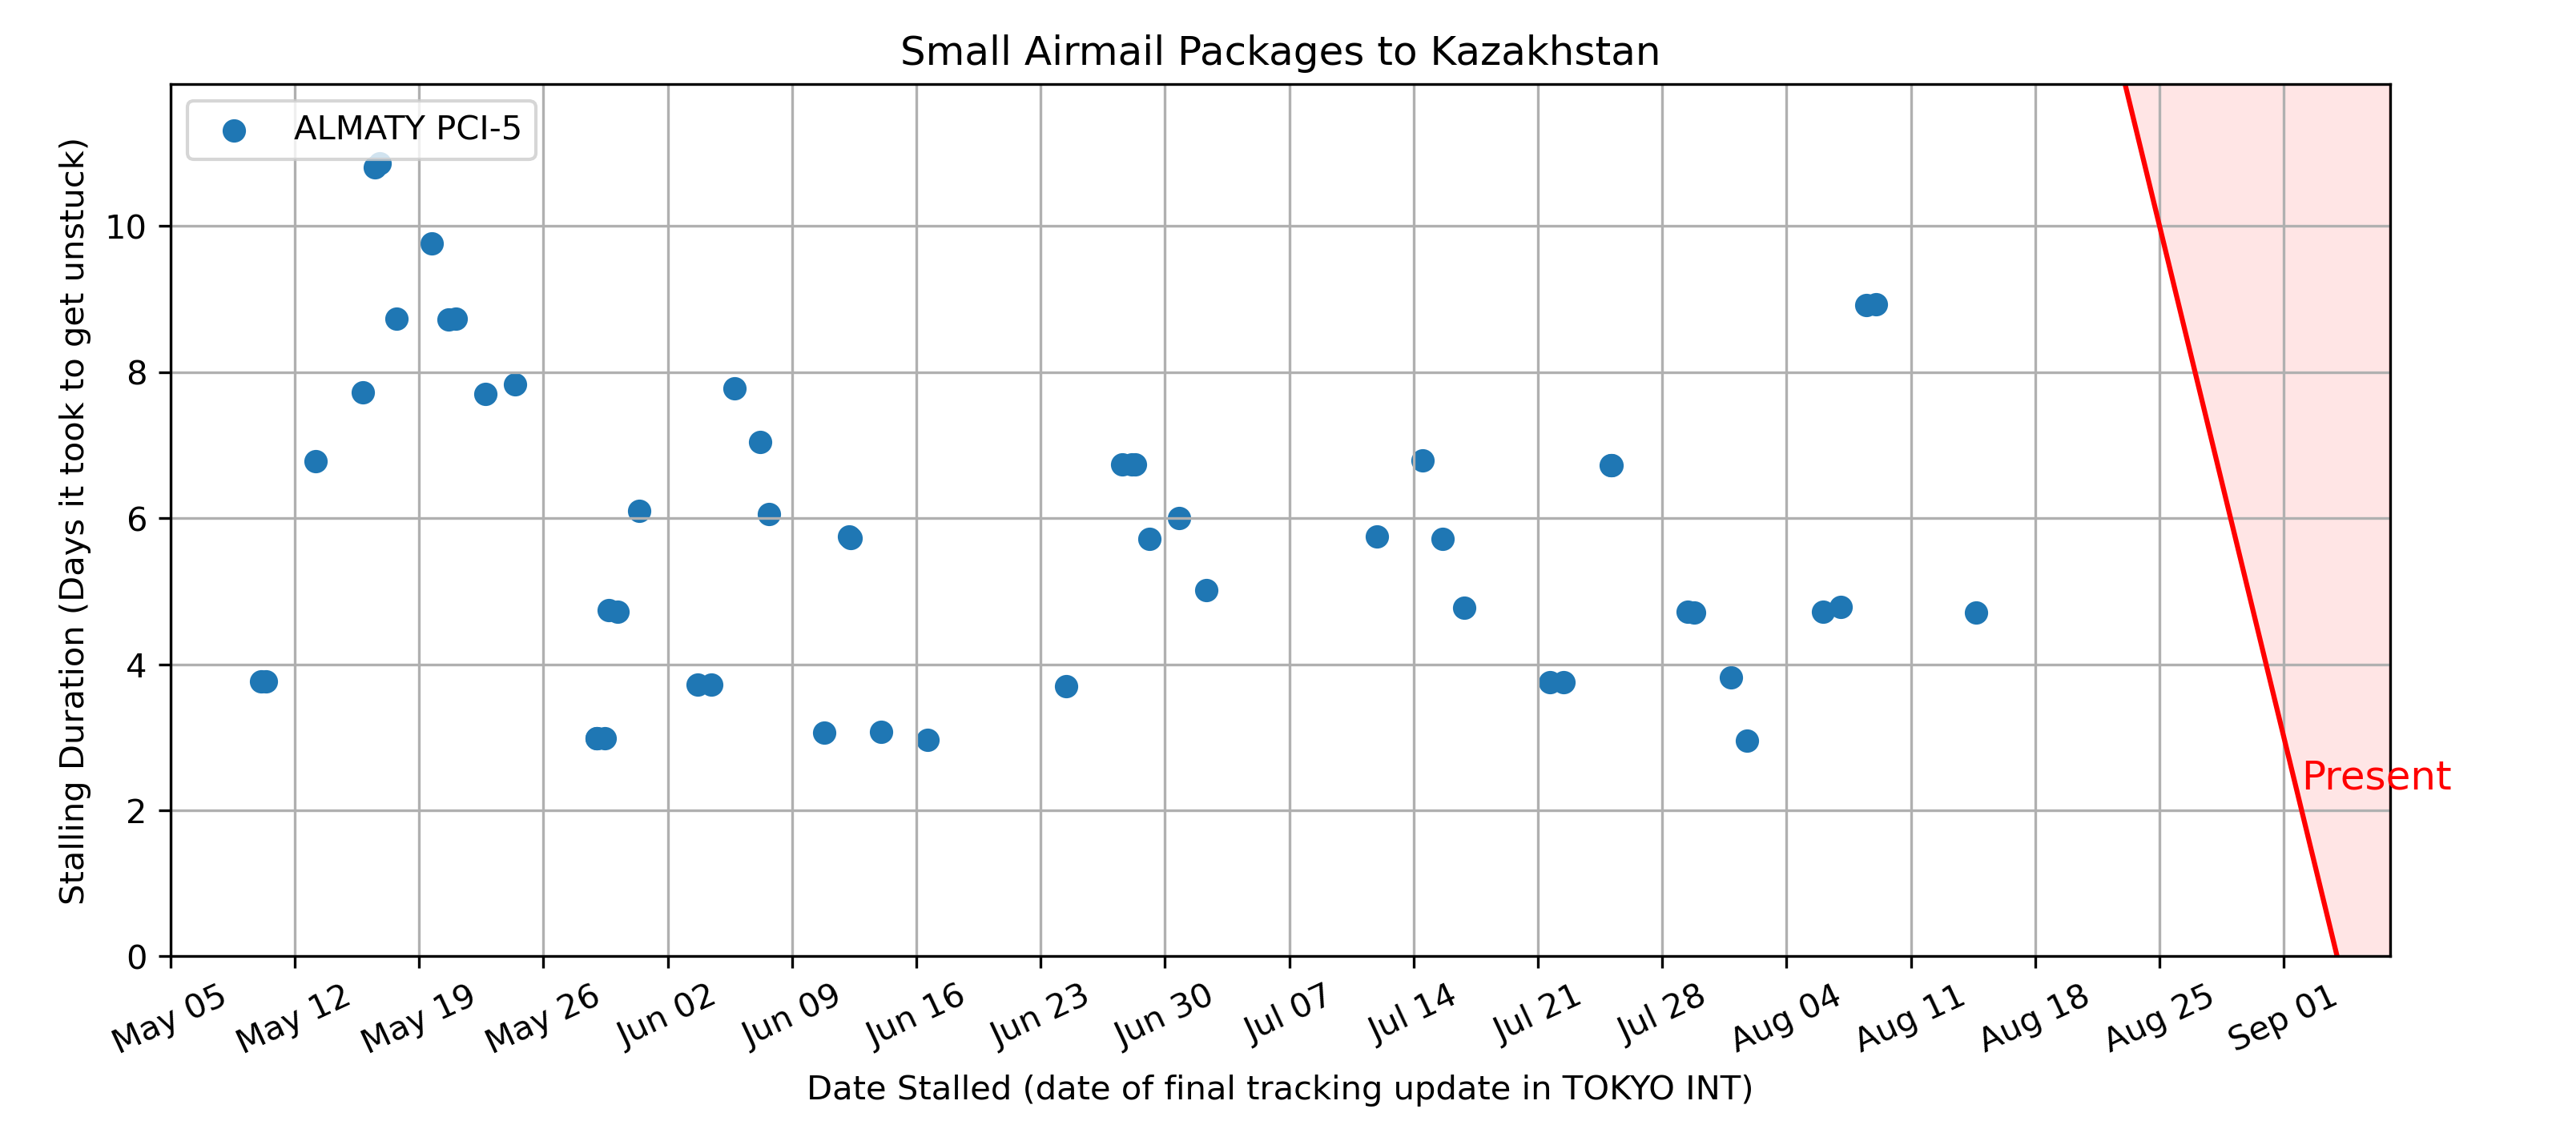 Small Airmail Packages to Kazakhstan
ALMATY PCI-5
Stalling Duration (Days it took to get unstuck)
10
8
6
4
2
0
Present
May 05
May 12
May 19
May 26
Jun 02
Jun 09
Jun 16
Jun 23
Jun 30
Jul 07
Jul 14
Jul 21
Jul 28
Aug 04
Aug 11
Aug 18
Aug 25
Sep 01
Date Stalled (date of final tracking update in TOKYO INT)